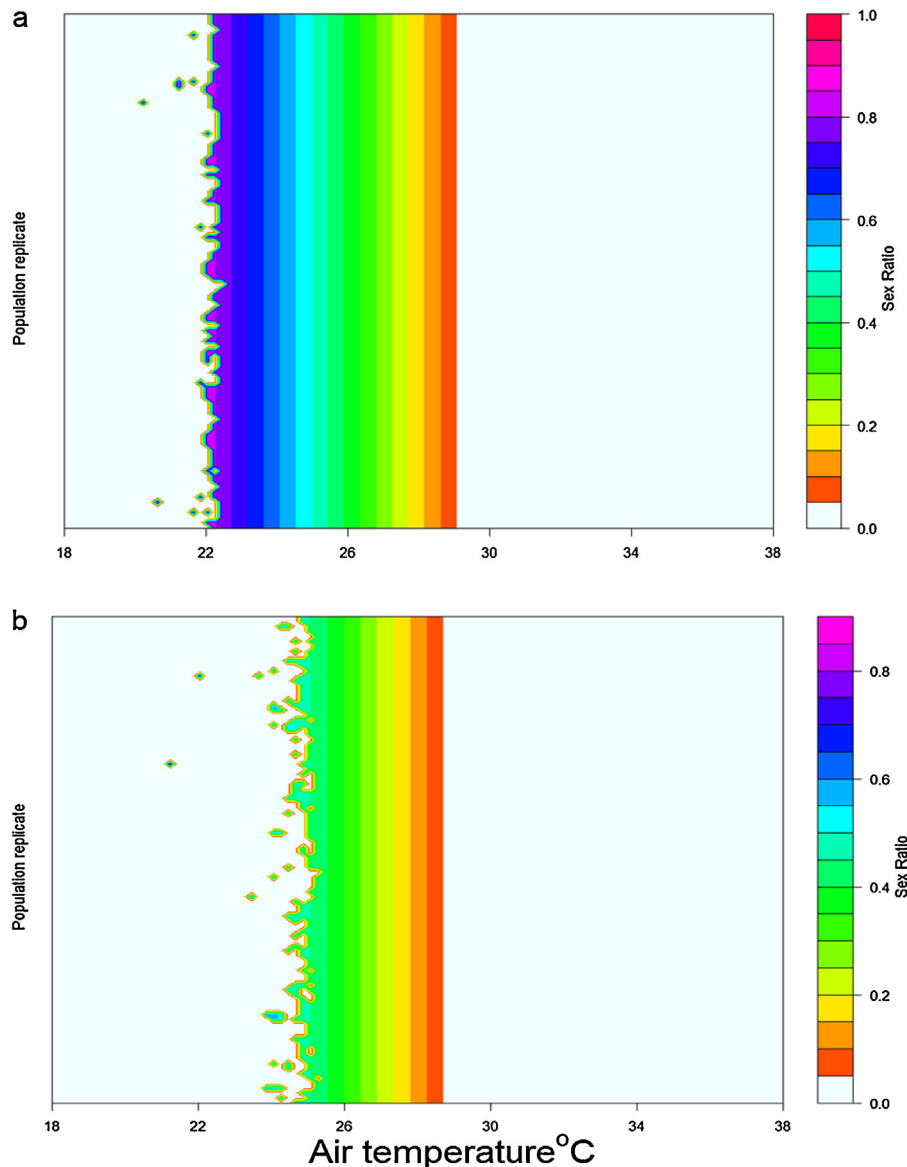 a
Population replicate
18 22 26 30 34 38
1.0
0.8
0.6
0.4
0.2
0.0
Sex Ratio
b
Population replicate
18 22 26 30 34 38
0.8
0.6
0.4
0.2
0.0
Sex Ratio
Air temperature°C